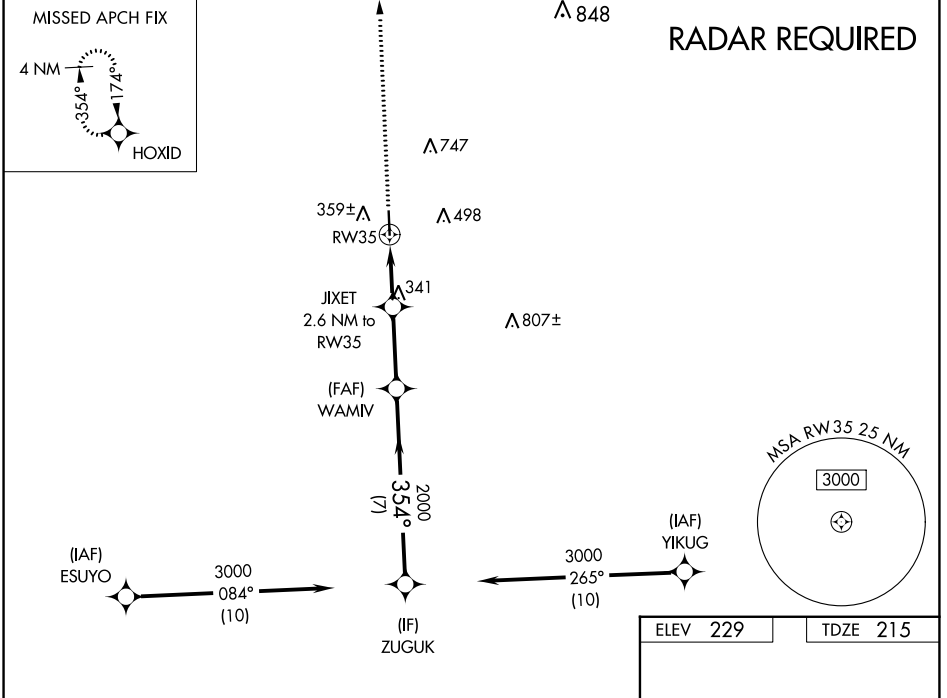 MISSED APCH FIX
4 NM
354°
174°
HOXID
848
RADAR REQUIRED
747
359±
498
RW35
341
JIXET
2.6 NM to
RW35
807±
(FAF)
WAMIV
MSA RW35 25 NM
3000
2000
354°
(7)
(IAF)
ESUYO
3000
084°
(10)
(IF)
ZUGUK
3000
265°
(10)
(IAF)
YIKUG
ELEV 229
TDZE 215